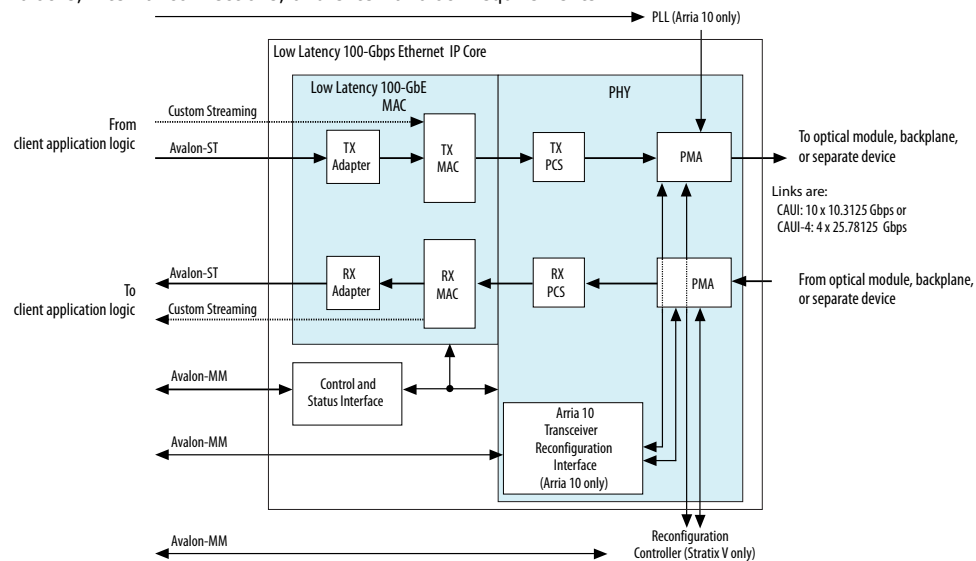 PLL (Arria 10 only)
Low Latency 100-Gbps Ethernet IP Core
Low Latency 100-GbE
MAC
PHY
From
client application logic
Custom Streaming
Avalon-ST
TX
Adapter
TX
MAC
TX
PCS
PMA
To optical module, backplane,
or separate device
Links are:
CAUI: 10 x 10.3125 Gbps or
CAUI-4: 4 x 25.78125 Gbps
To
client application logic
Avalon-ST
Custom Streaming
RX
Adapter
RX
MAC
RX
PCS
PMA
From optical module, backplane,
or separate device
Avalon-MM
Control and
Status Interface
Avalon-MM
Arria 10
Transceiver
Reconfiguration
Interface
(Arria 10 only)
Avalon-MM
Reconfiguration
Controller (Stratix V only)